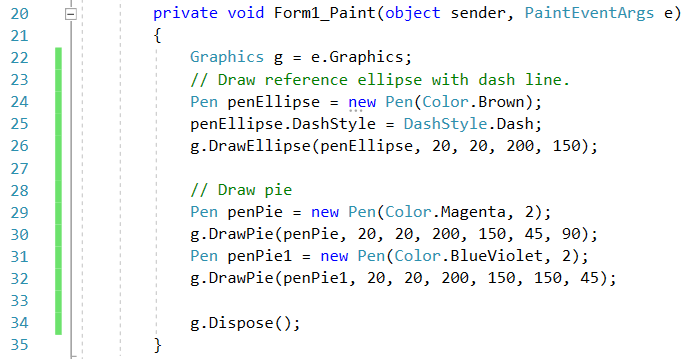 20 private void Form1_Paint(object sender, PaintEventArgs e)
21 {
22 Graphics g = e.Graphics;
23 // Draw reference ellipse with dash line.
24 Pen penEllipse = new Pen(Color.Brown);
25 penEllipse.DashStyle = DashStyle.Dash;
26 g.DrawEllipse(penEllipse, 20, 20, 200, 150);
27
28 // Draw pie
29 Pen penPie = new Pen(Color.Magenta, 2);
30 g.DrawPie(penPie, 20, 20, 200, 150, 45, 90);
31 Pen penPie1 = new Pen(Color.BlueViolet, 2);
32 g.DrawPie(penPie1, 20, 20, 200, 150, 150, 45);
33
34 g.Dispose();
35 }